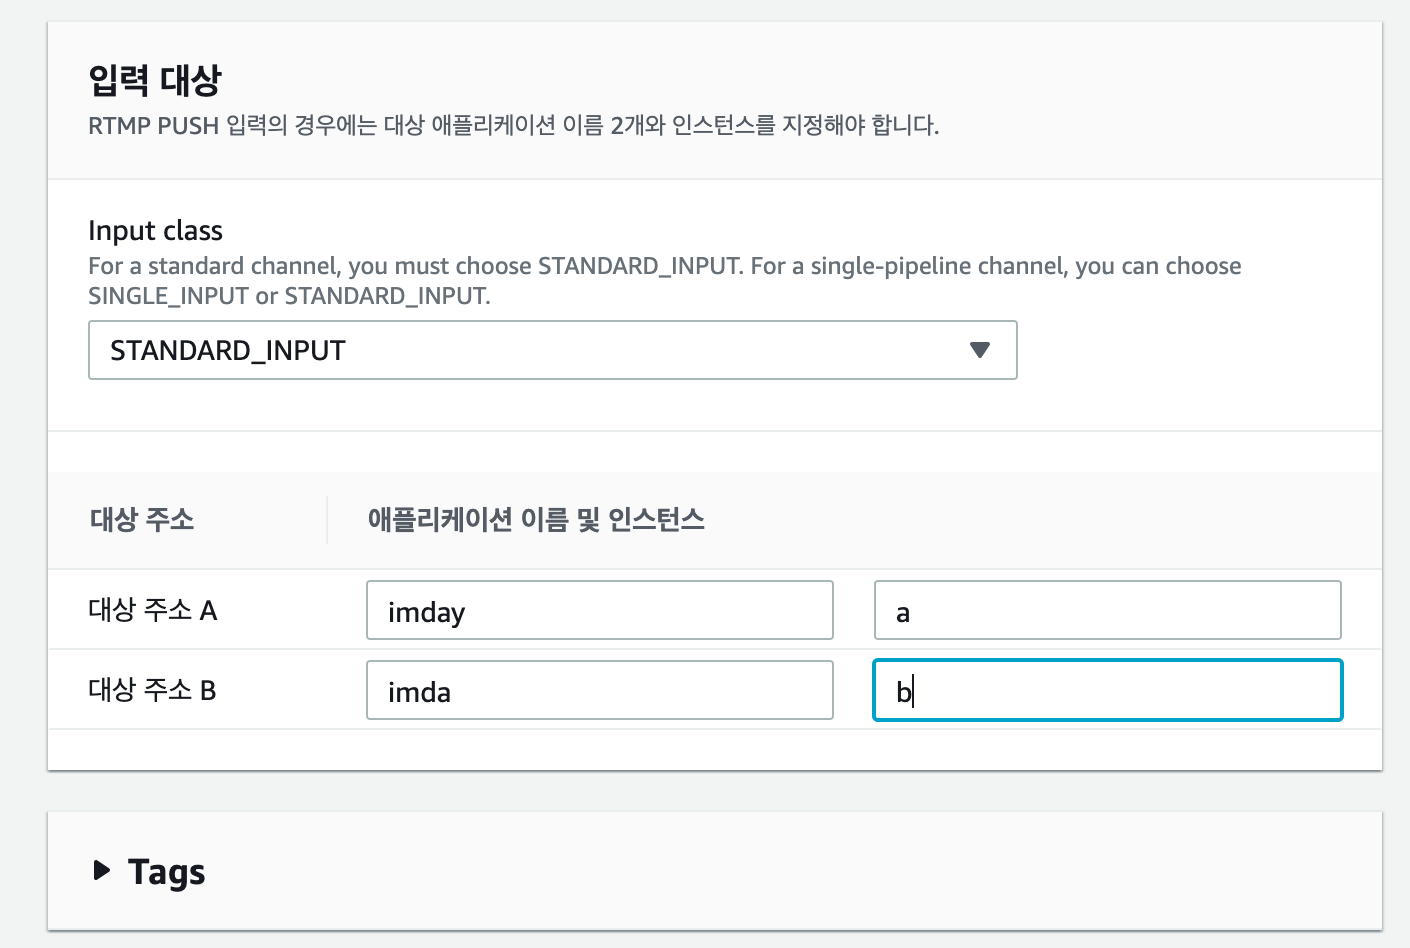 입력 대상
RTMP PUSH 입력의 경우에는 대상 애플리케이션 이름 2개와 인스턴스를 지정해야 합니다.
Input class
For a standard channel, you must choose STANDARD_INPUT. For a single-pipeline channel, you can choose
SINGLE_INPUT or STANDARD_INPUT.
STANDARD_INPUT
대상 주소 애플리케이션 이름 및 인스턴스
대상 주소 A imday a
대상 주소 B imda b
Tags